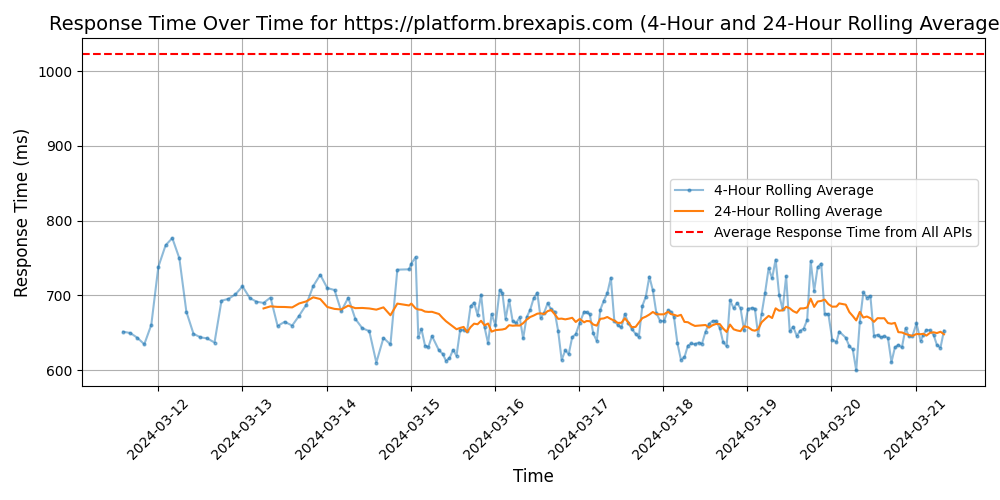 Response Time Over Time for https://platform.brexapis.com (4-Hour and 24-Hour Rolling Average
Response Time (ms)
1000
900
800
700
600
4-Hour Rolling Average
24-Hour Rolling Average
Average Response Time from All APIs
2024-03-12
2024-03-13
2024-03-14
2024-03-15
2024-03-16
2024-03-17
2024-03-18
2024-03-19
2024-03-20
2024-03-21
Time